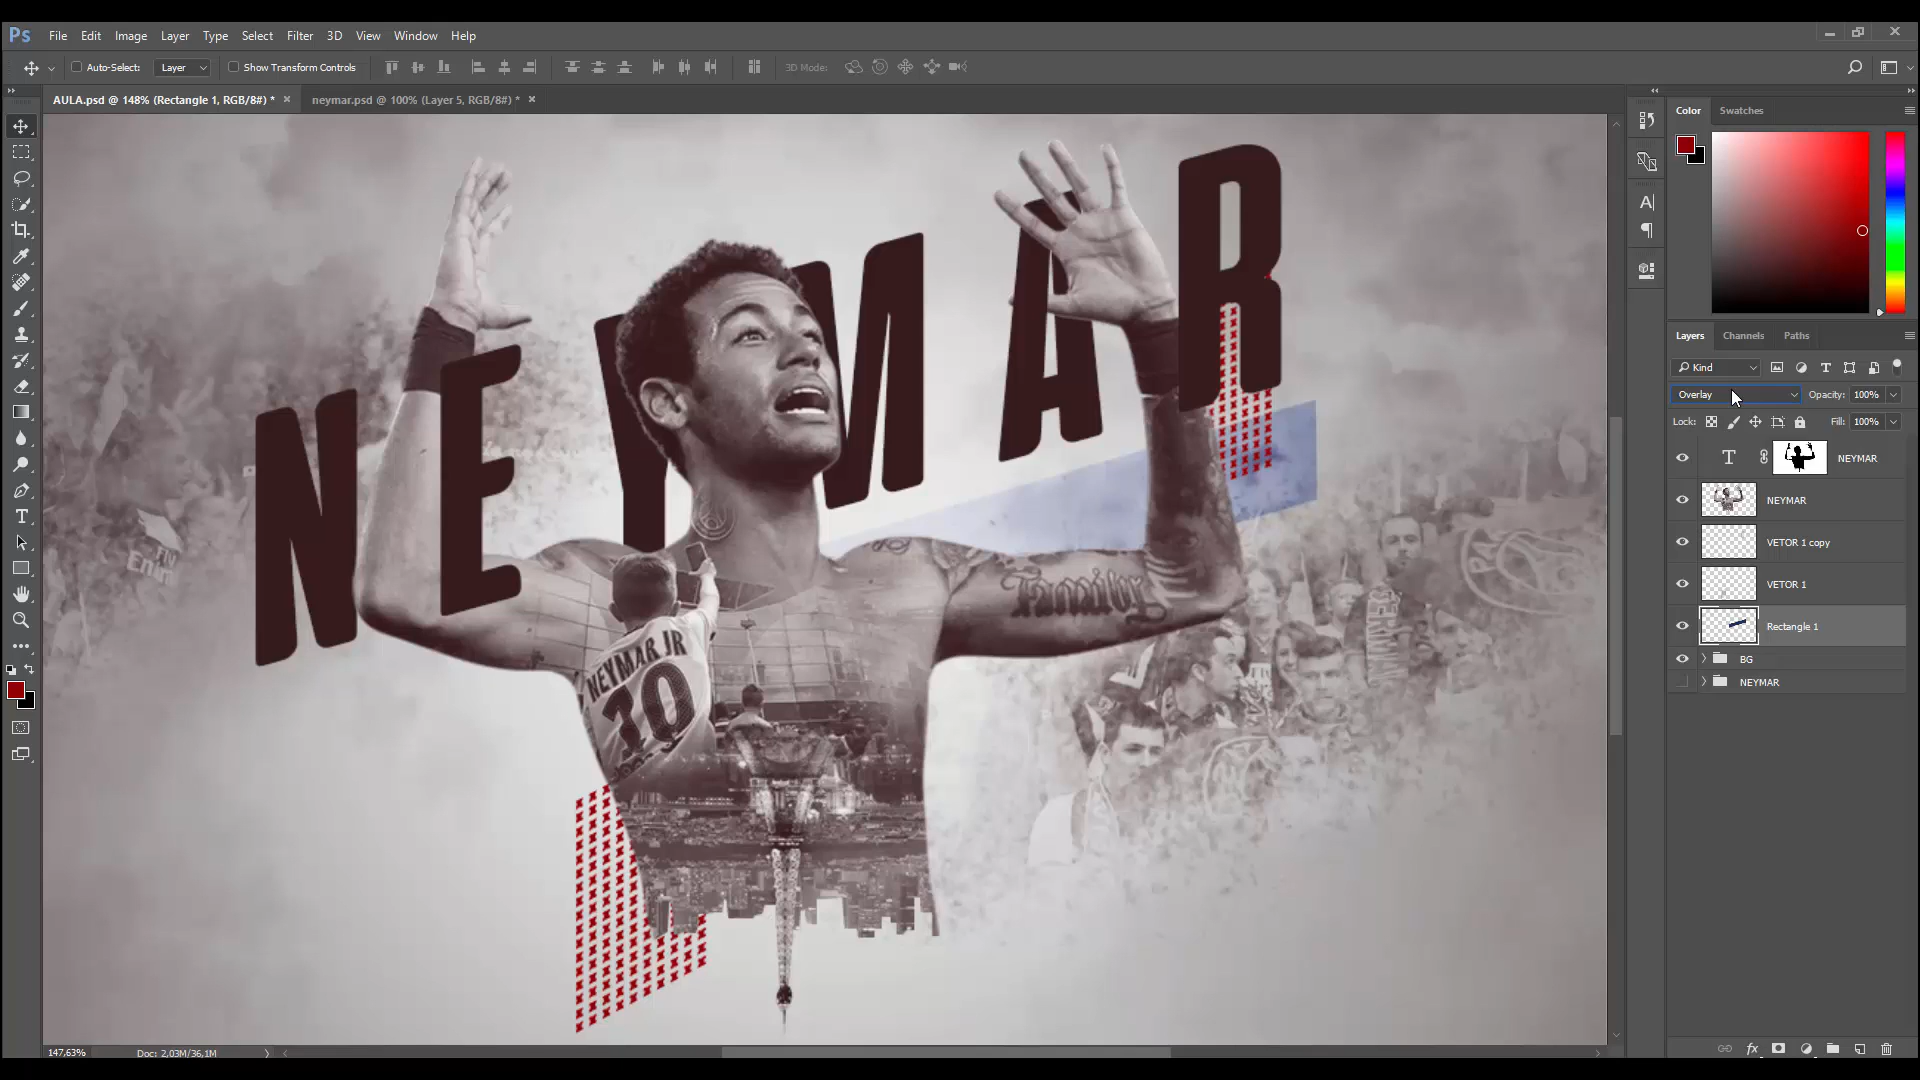 Ps File Edit Image Layer Type Select Filter 3D View Window Help
Auto-Select: Layer Show Transform Controls 3D Mode:
AULA.psd @ 148% (Rectangle 1, RGB/8#) * × neymar.psd @ 100% (Layer 5, RGB/8#) * ×
Color Swatches
Layers Channels Paths
Kind
Overlay Opacity: 100%
Lock: Fill: 100%
NEYMAR
NEYMAR
VETOR 1 copy
VETOR 1
Rectangle 1
BG
NEYMAR
NEYMAR
Family
NEYMAR JR
10
GERMAIN
147,63% Doc: 2,03M/36,1M